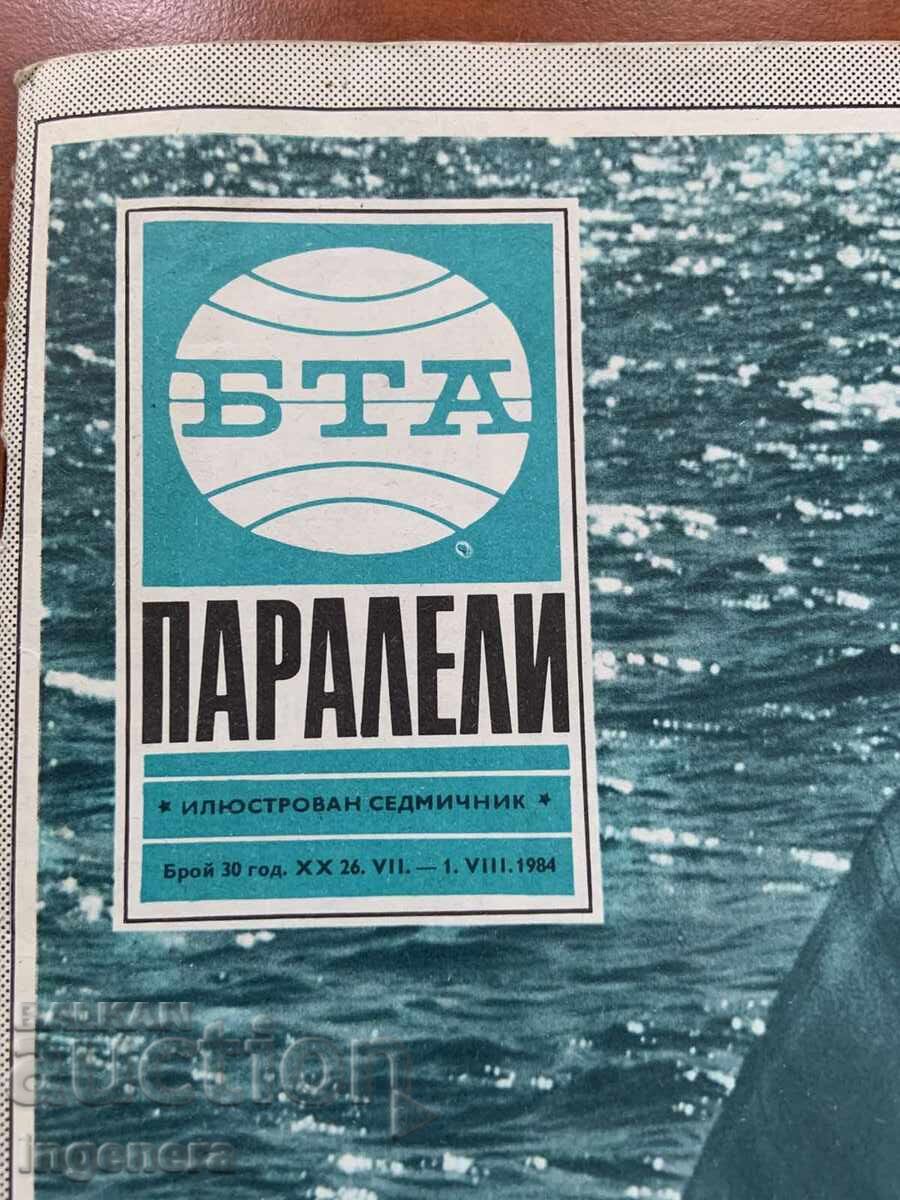 БТА
ПАРАЛЕЛИ
★ ИЛЮСТРОВАН СЕДМИЧНИК ★
Брой 30 год. XX 26. VII. — 1. VIII. 1984
BALKAN
auction
ingenera